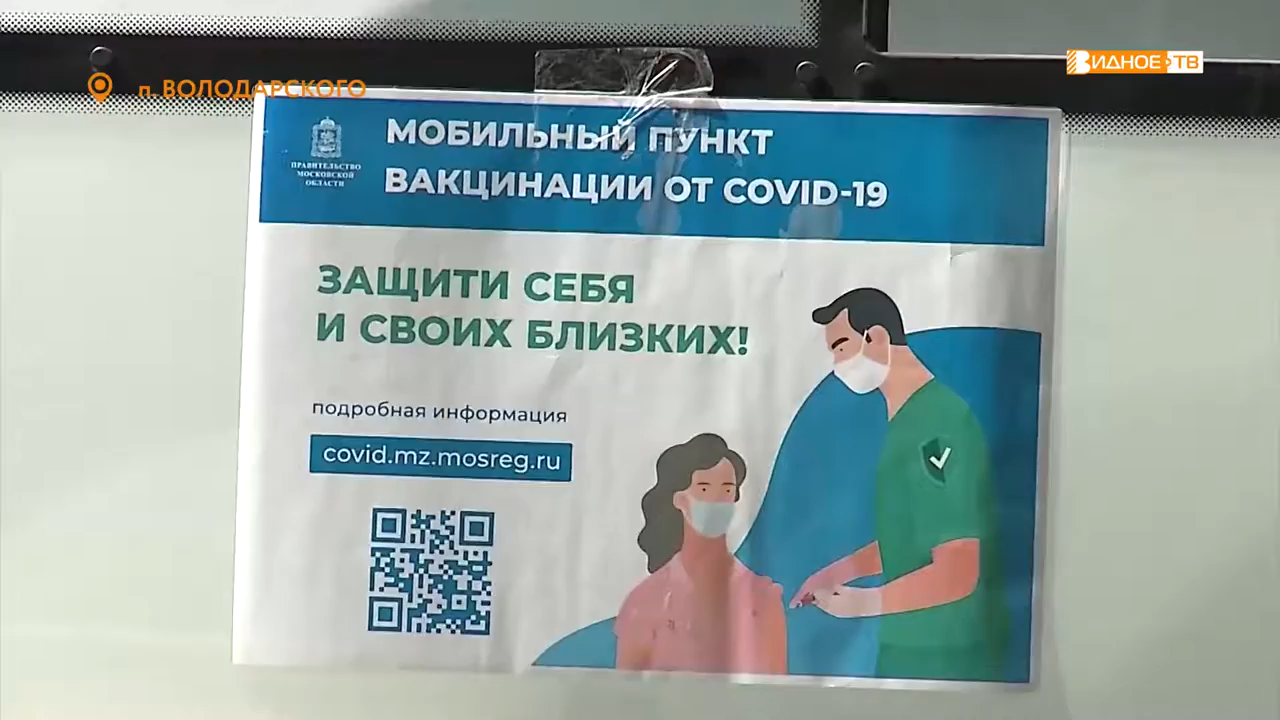 п. ВОЛОДАРСКОГО
ВИДНОЕ-ТВ
ПРАВИТЕЛЬСТВО
МОСКОВСКОЙ
ОБЛАСТИ
МОБИЛЬНЫЙ ПУНКТ
ВАКЦИНАЦИИ ОТ COVID-19
ЗАЩИТИ СЕБЯ
И СВОИХ БЛИЗКИХ!
подробная информация
covid.mz.mosreg.ru